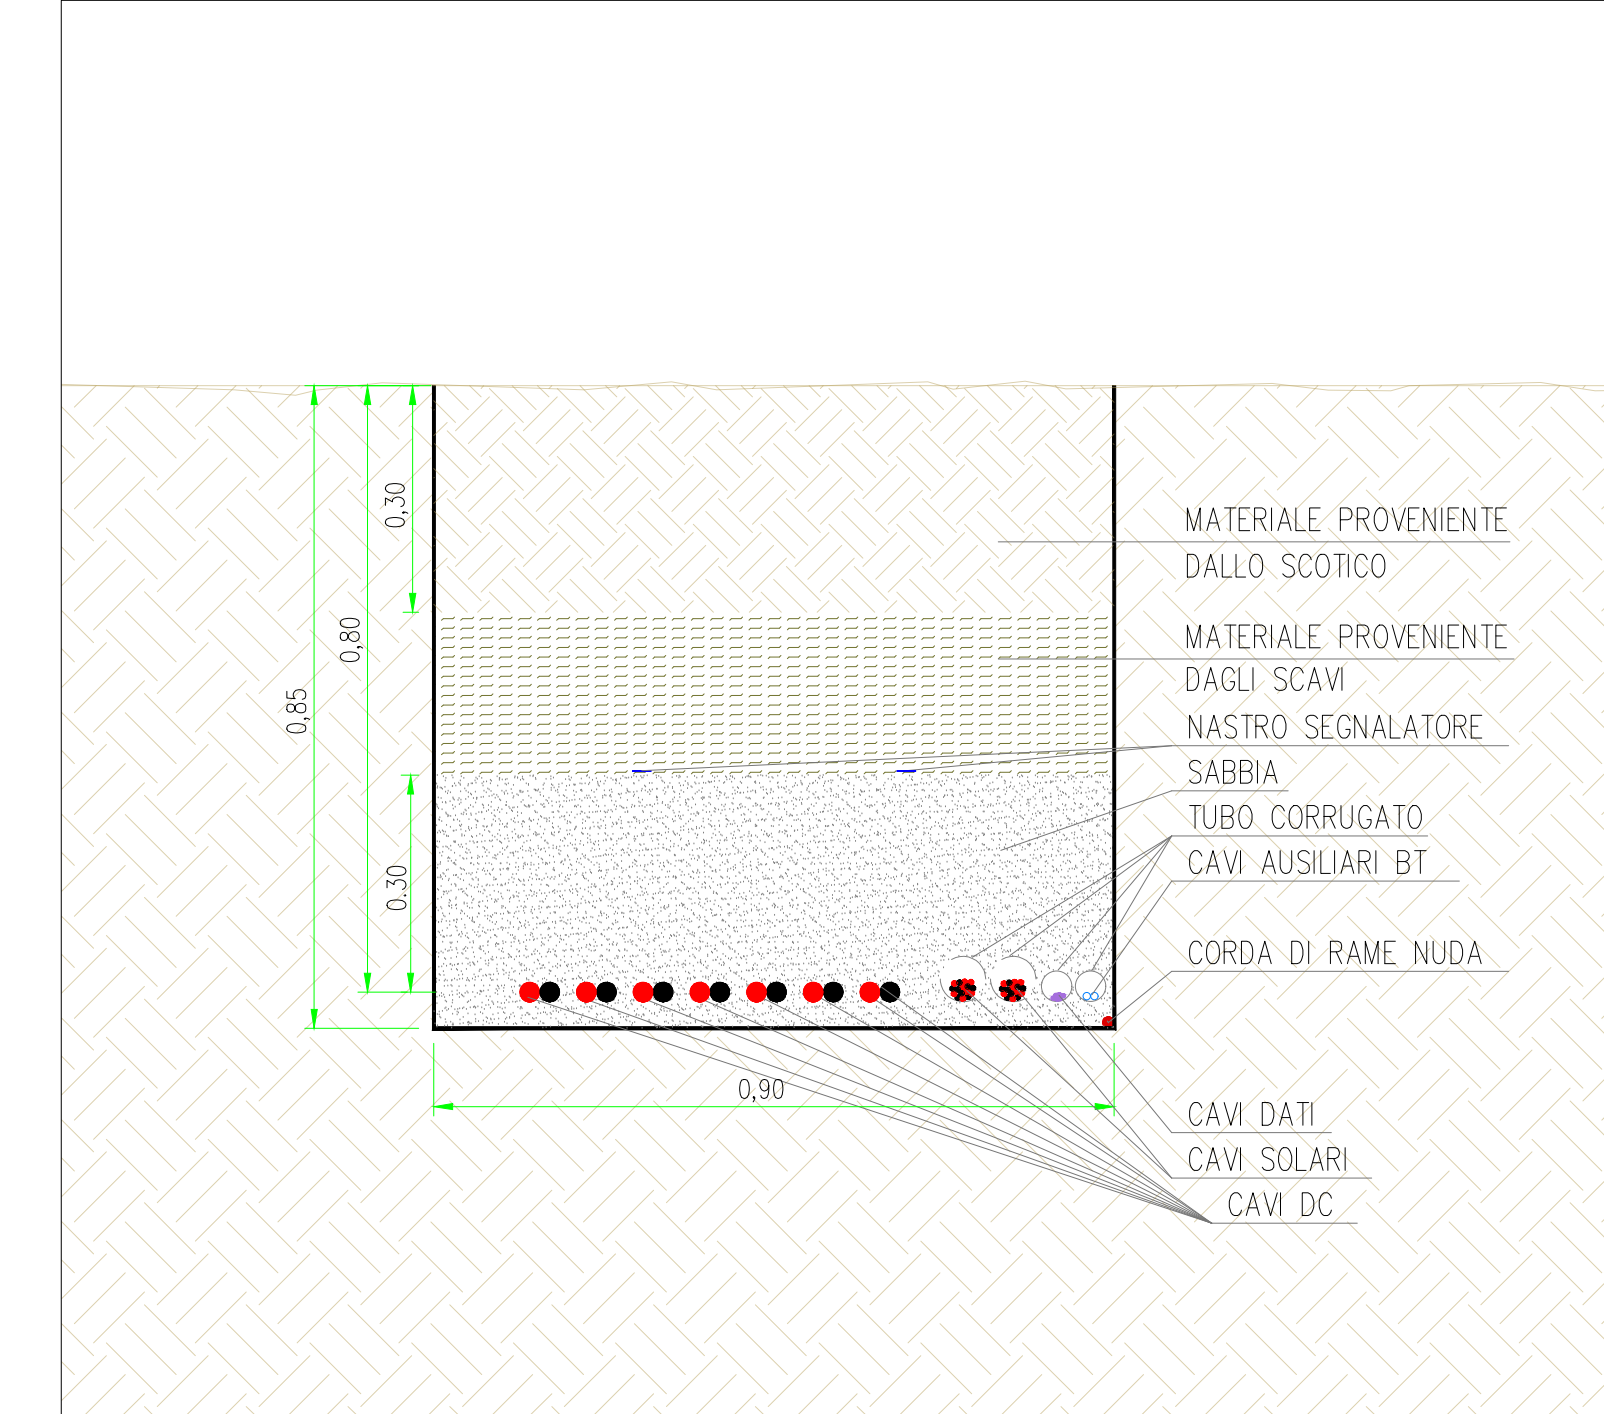 0,30
0,80
0,85
0.30
0,90
MATERIALE PROVENIENTE
DALLO SCOTICO
MATERIALE PROVENIENTE
DAGLI SCAVI
NASTRO SEGNALATORE
SABBIA
TUBO CORRUGATO
CAVI AUSILIARI BT
CORDA DI RAME NUDA
CAVI DATI
CAVI SOLARI
CAVI DC